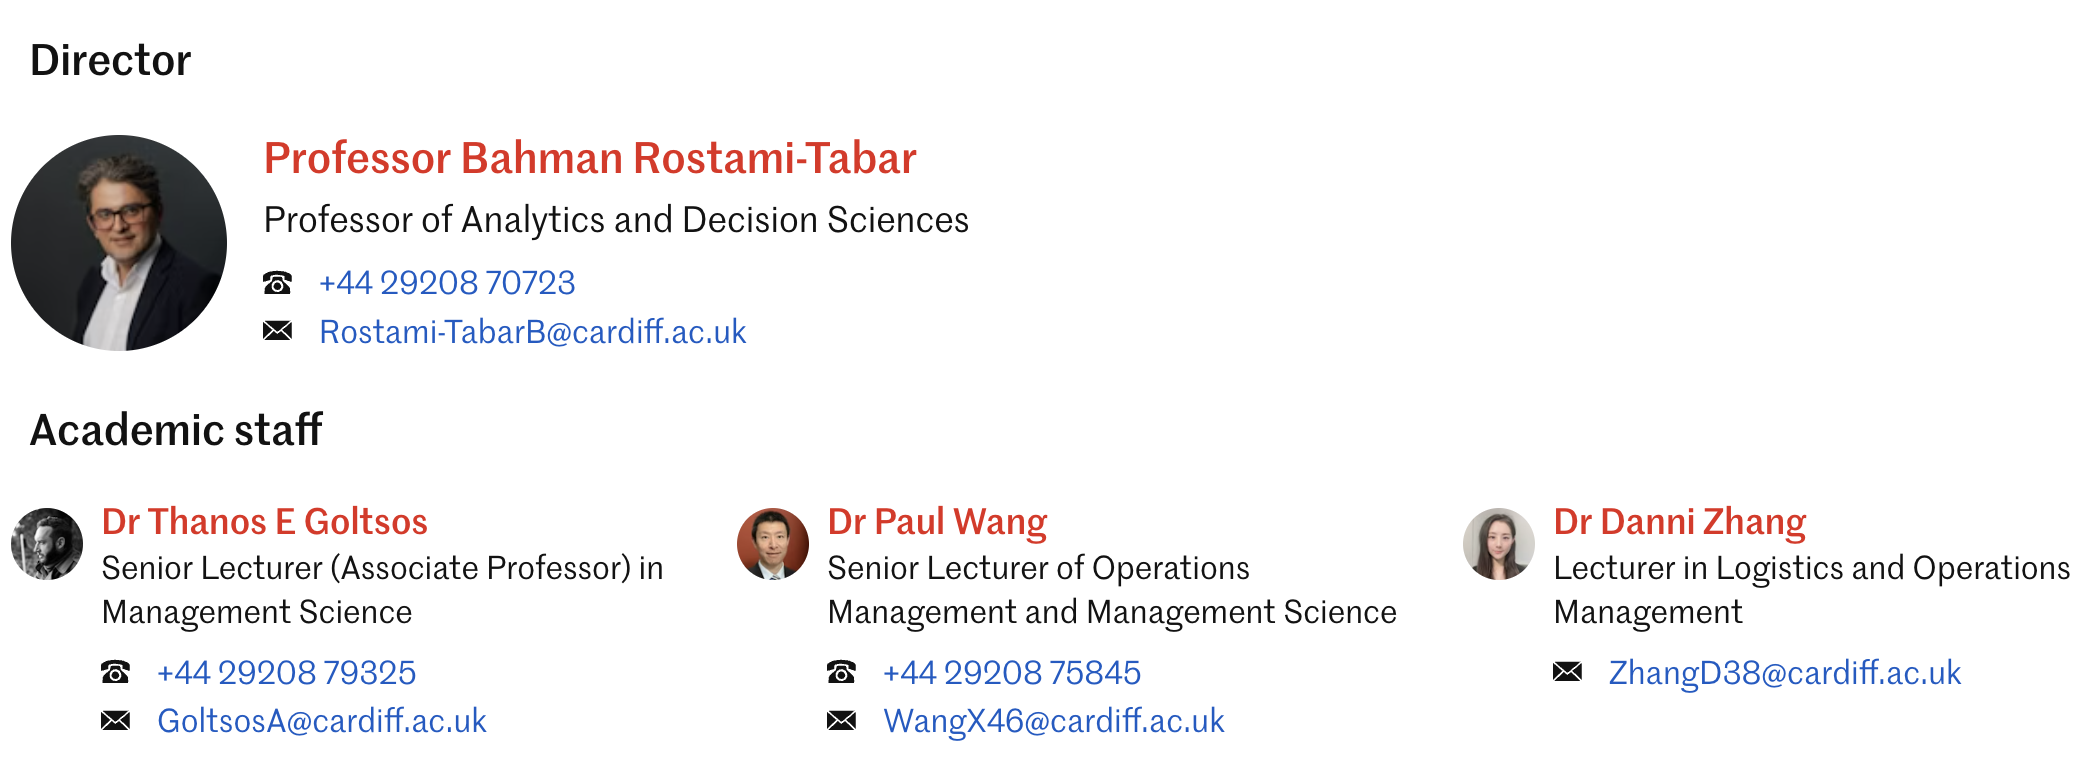 Director
Professor Bahman Rostami-Tabar
Professor of Analytics and Decision Sciences
+44 29208 70723
Rostami-TabarB@cardiff.ac.uk
Academic staff
Dr Thanos E Goltsos
Senior Lecturer (Associate Professor) in
Management Science
+44 29208 79325
GoltsosA@cardiff.ac.uk
Dr Paul Wang
Senior Lecturer of Operations
Management and Management Science
+44 29208 75845
WangX46@cardiff.ac.uk
Dr Danni Zhang
Lecturer in Logistics and Operations
Management
ZhangD38@cardiff.ac.uk